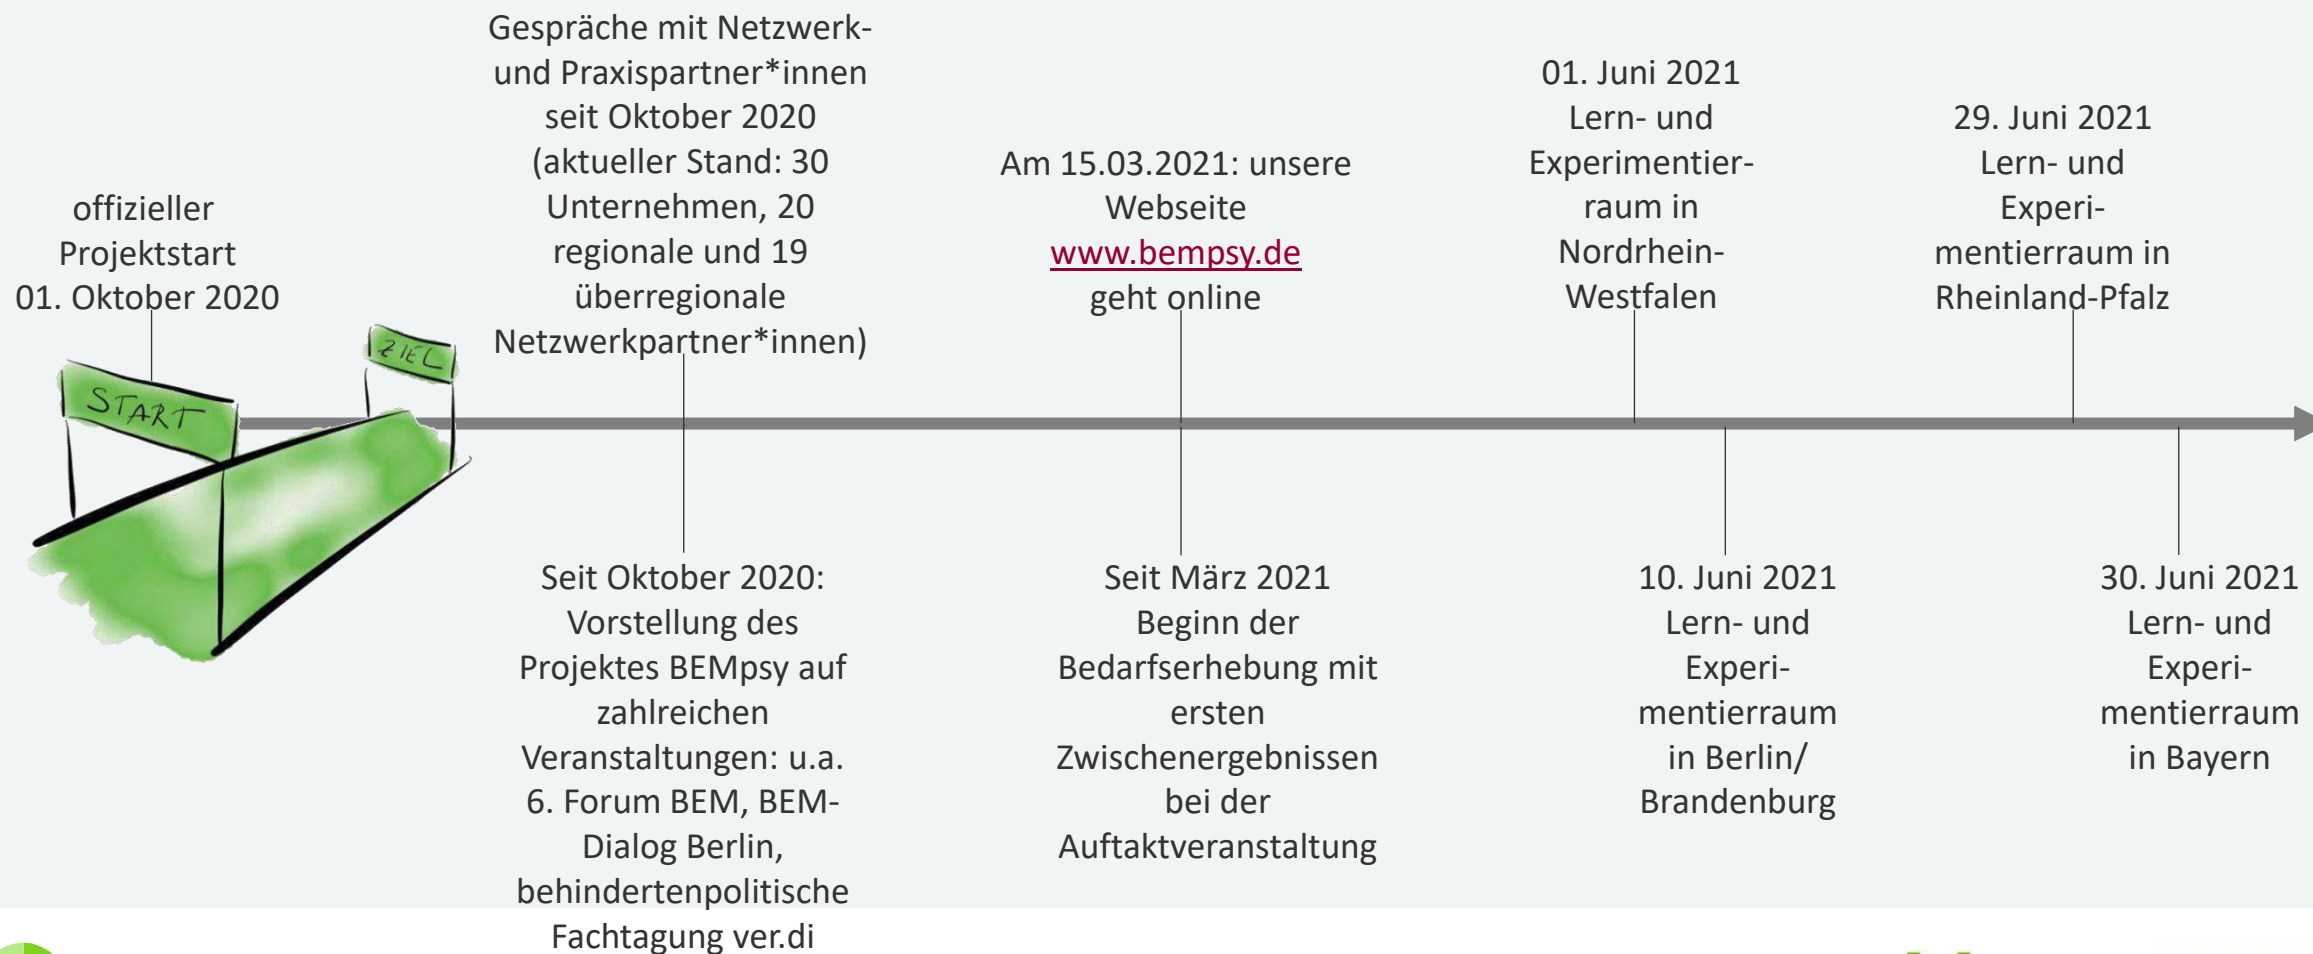 offizieller
Projektstart
01. Oktober 2020
START
ZIEL
Gespräche mit Netzwerk-
und Praxispartner*innen
seit Oktober 2020
(aktueller Stand: 30
Unternehmen, 20
regionale und 19
überregionale
Netzwerkpartner*innen)
Am 15.03.2021: unsere
Webseite
www.bempsy.de
geht online
01. Juni 2021
Lern- und
Experimentier-
raum in
Nordrhein-
Westfalen
29. Juni 2021
Lern- und
Experi-
mentierraum in
Rheinland-Pfalz
Seit Oktober 2020:
Vorstellung des
Projektes BEMpsy auf
zahlreichen
Veranstaltungen: u.a.
6. Forum BEM, BEM-
Dialog Berlin,
behindertenpolitische
Fachtagung ver.di
Seit März 2021
Beginn der
Bedarfserhebung mit
ersten
Zwischenergebnissen
bei der
Auftaktveranstaltung
10. Juni 2021
Lern- und
Experi-
mentierraum
in Berlin/
Brandenburg
30. Juni 2021
Lern- und
Experi-
mentierraum
in Bayern